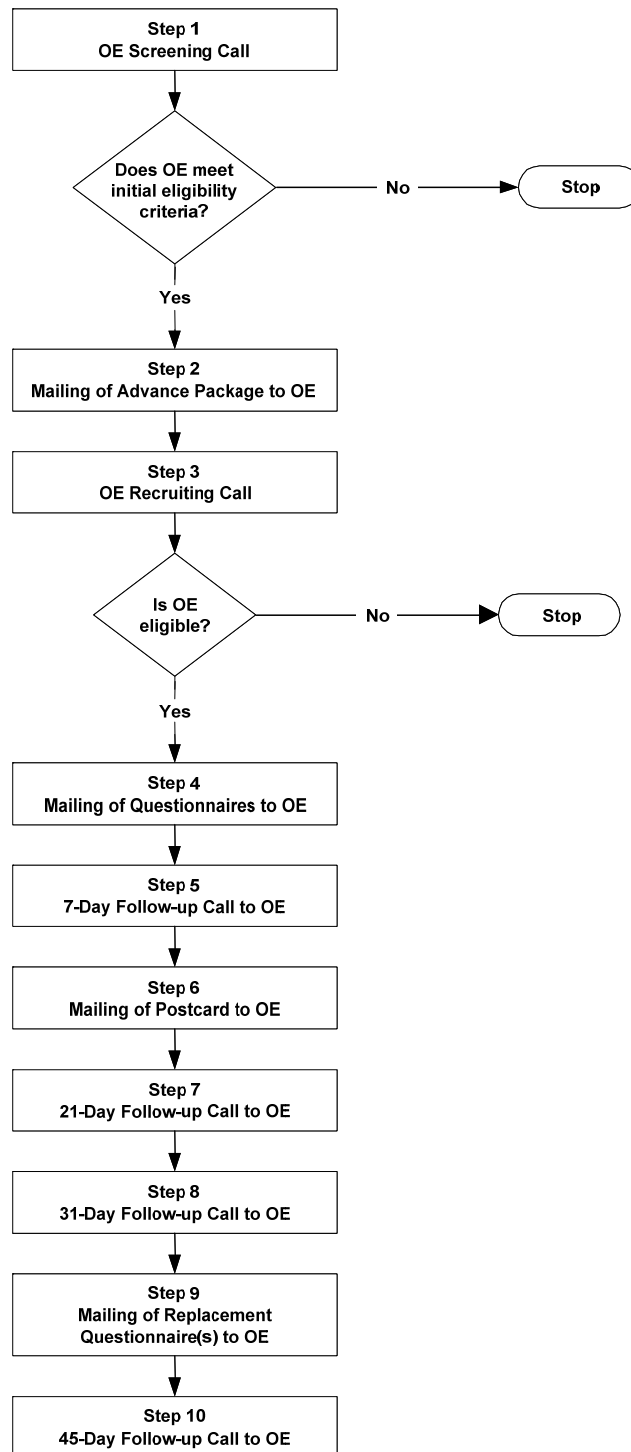 Step 1
OE Screening Call
Does OE meet
initial eligibility
criteria?
No
Stop
Yes
Step 2
Mailing of Advance Package to OE
Step 3
OE Recruiting Call
Is OE
eligible?
No
Stop
Yes
Step 4
Mailing of Questionnaires to OE
Step 5
7-Day Follow-up Call to OE
Step 6
Mailing of Postcard to OE
Step 7
21-Day Follow-up Call to OE
Step 8
31-Day Follow-up Call to OE
Step 9
Mailing of Replacement
Questionnaire(s) to OE
Step 10
45-Day Follow-up Call to OE